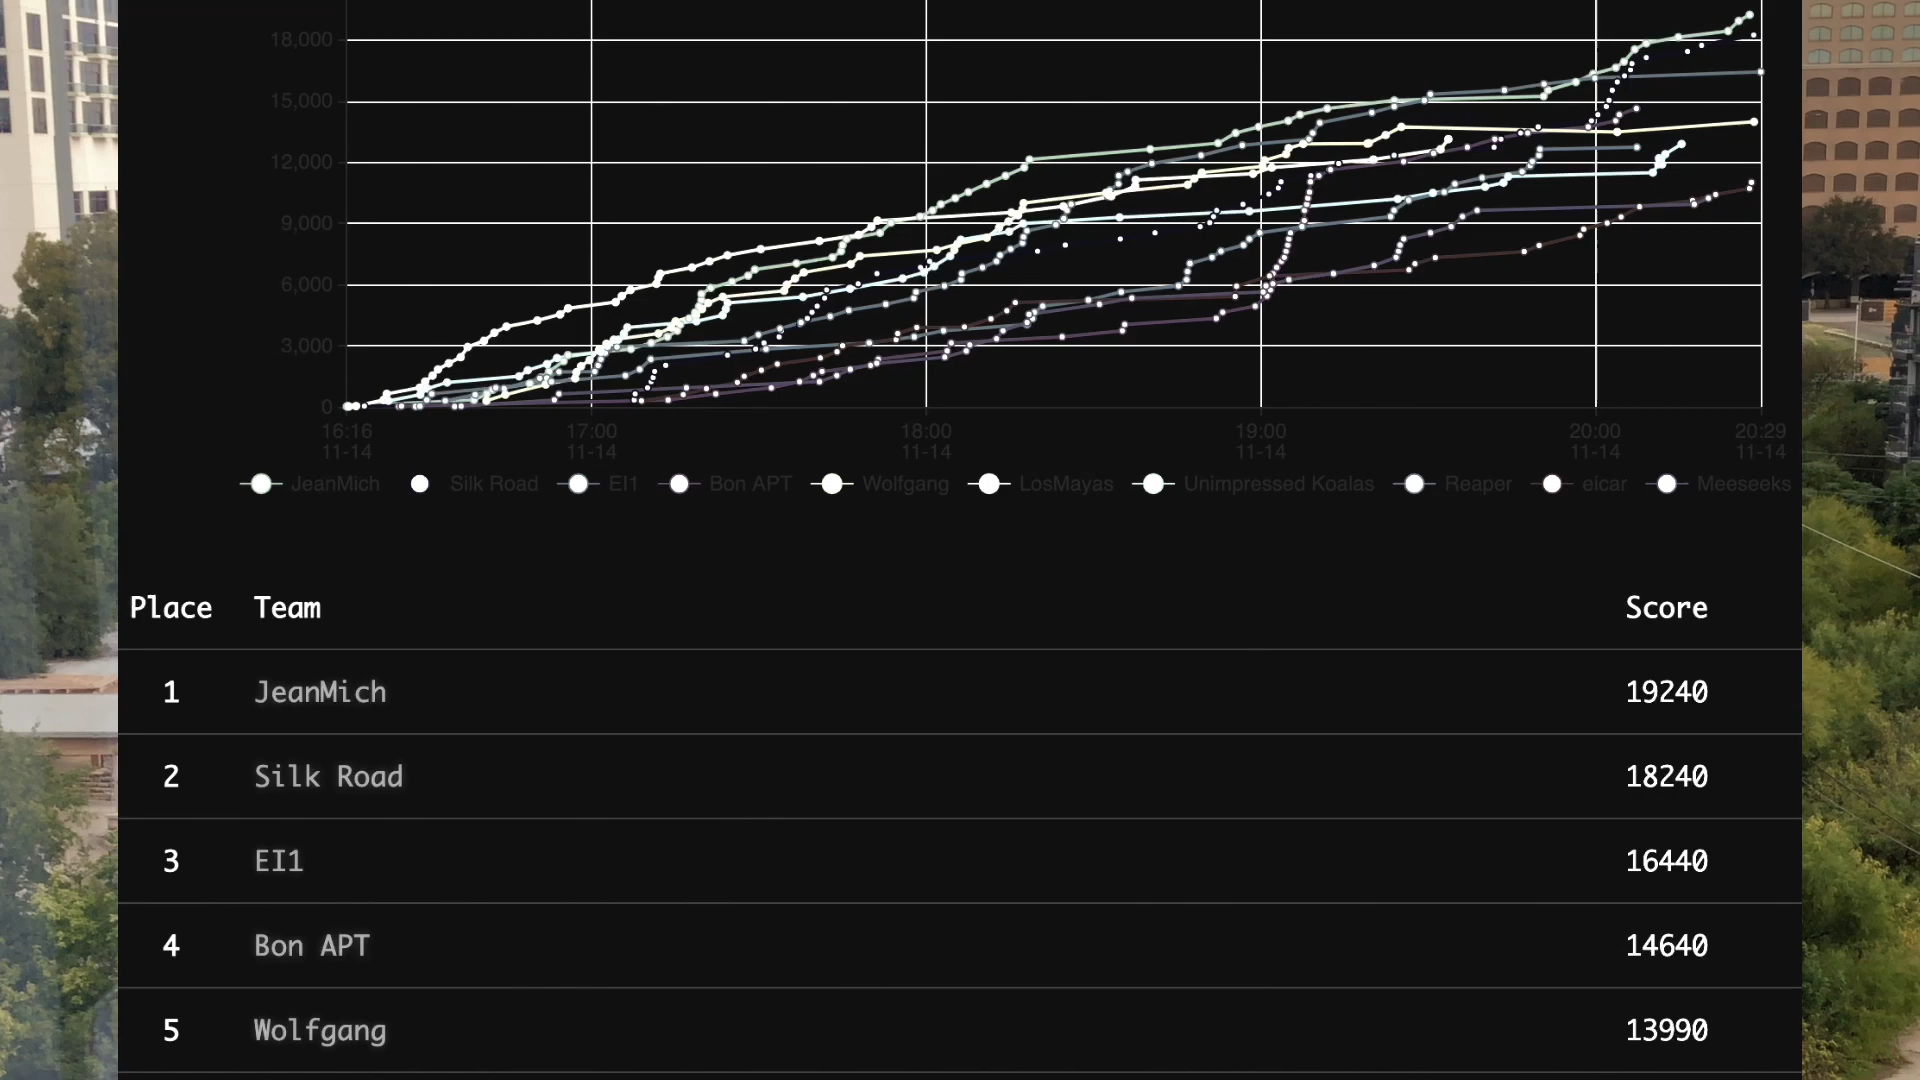 18,000
15,000
12,000
9,000
6,000
3,000
0
16:16 17:00 18:00 19:00 20:00 20:29
11-14 11-14 11-14 11-14 11-14 11-14
JeanMich Silk Road EI1 Bon APT Wolfgang LosMayas Unimpressed Koalas Reaper eicar Meeseeks
Place Team Score
1 JeanMich 19240
2 Silk Road 18240
3 EI1 16440
4 Bon APT 14640
5 Wolfgang 13990